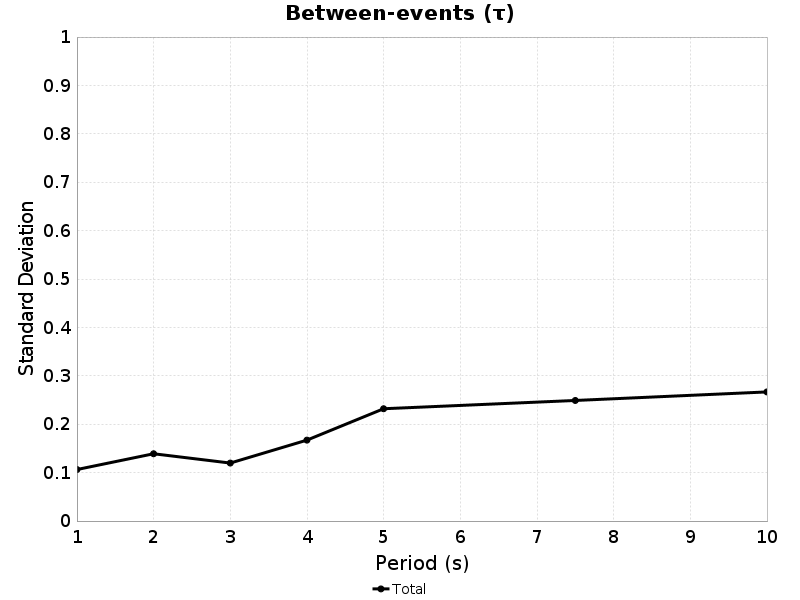 Between-events (τ)
1
0.9
0.8
0.7
0.6
0.5
0.4
0.3
0.2
0.1
0
Standard Deviation
1 2 3 4 5 6 7 8 9 10
Period (s)
Total